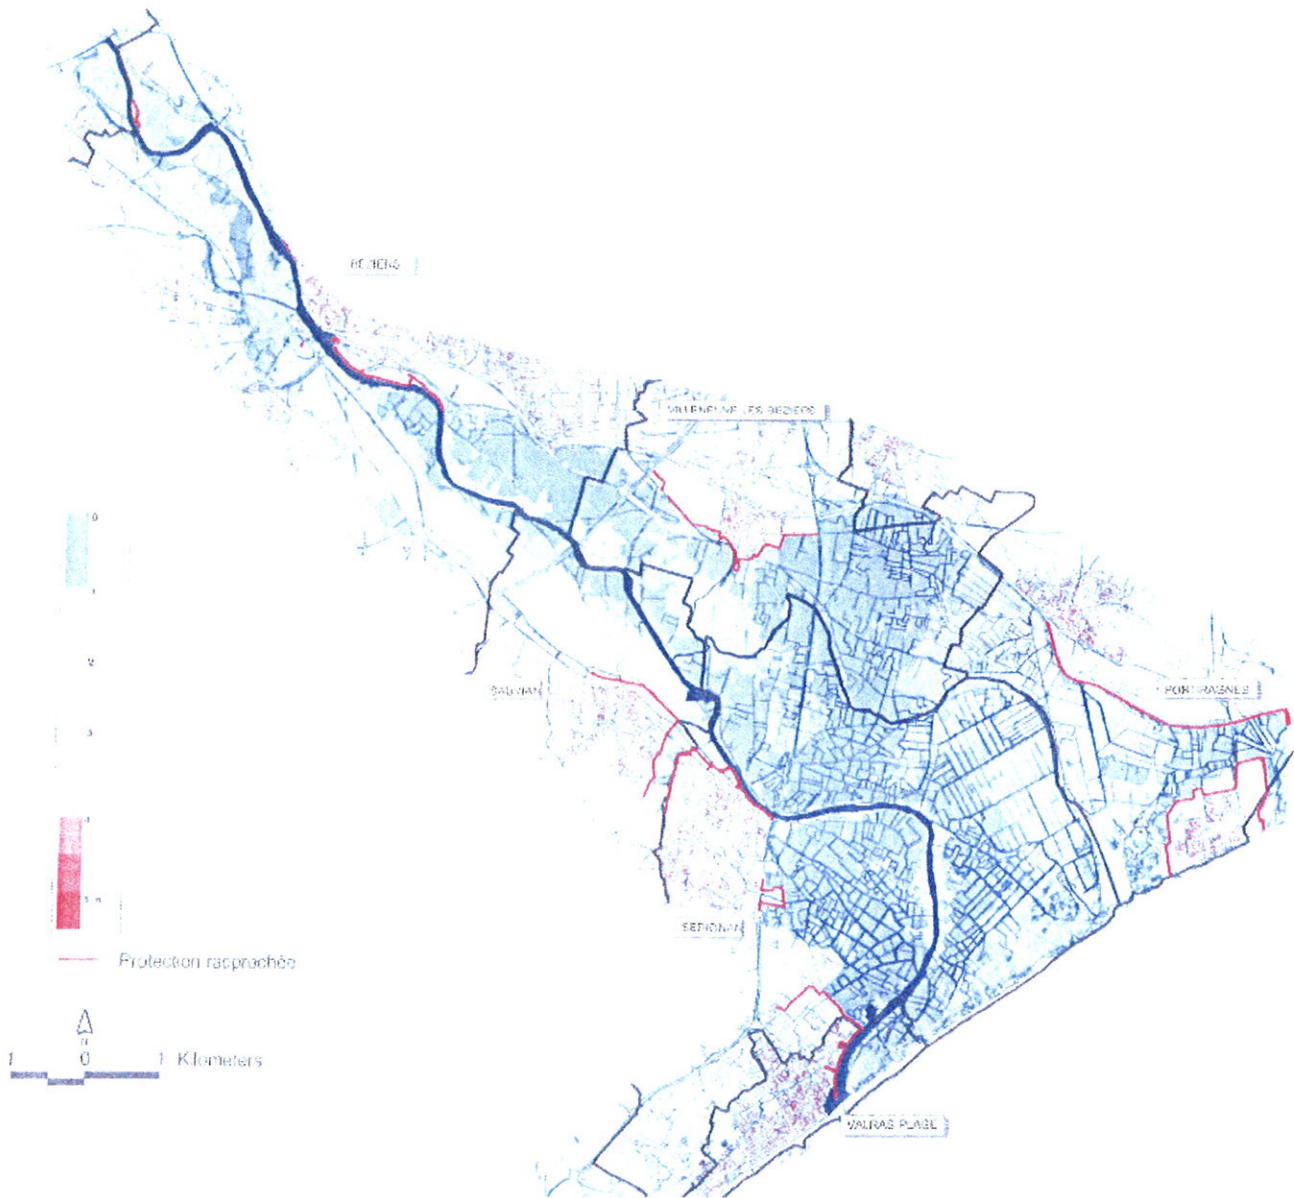 BEZIERS
VILLENEUVE LES BEZIERS
0
1
2
3
4
5 m
SAUVIAN
PORTIRAGNES
SERIGNAN
Protection rapprochée
N
1 0 1 Kilometers
VALRAS PLAGE